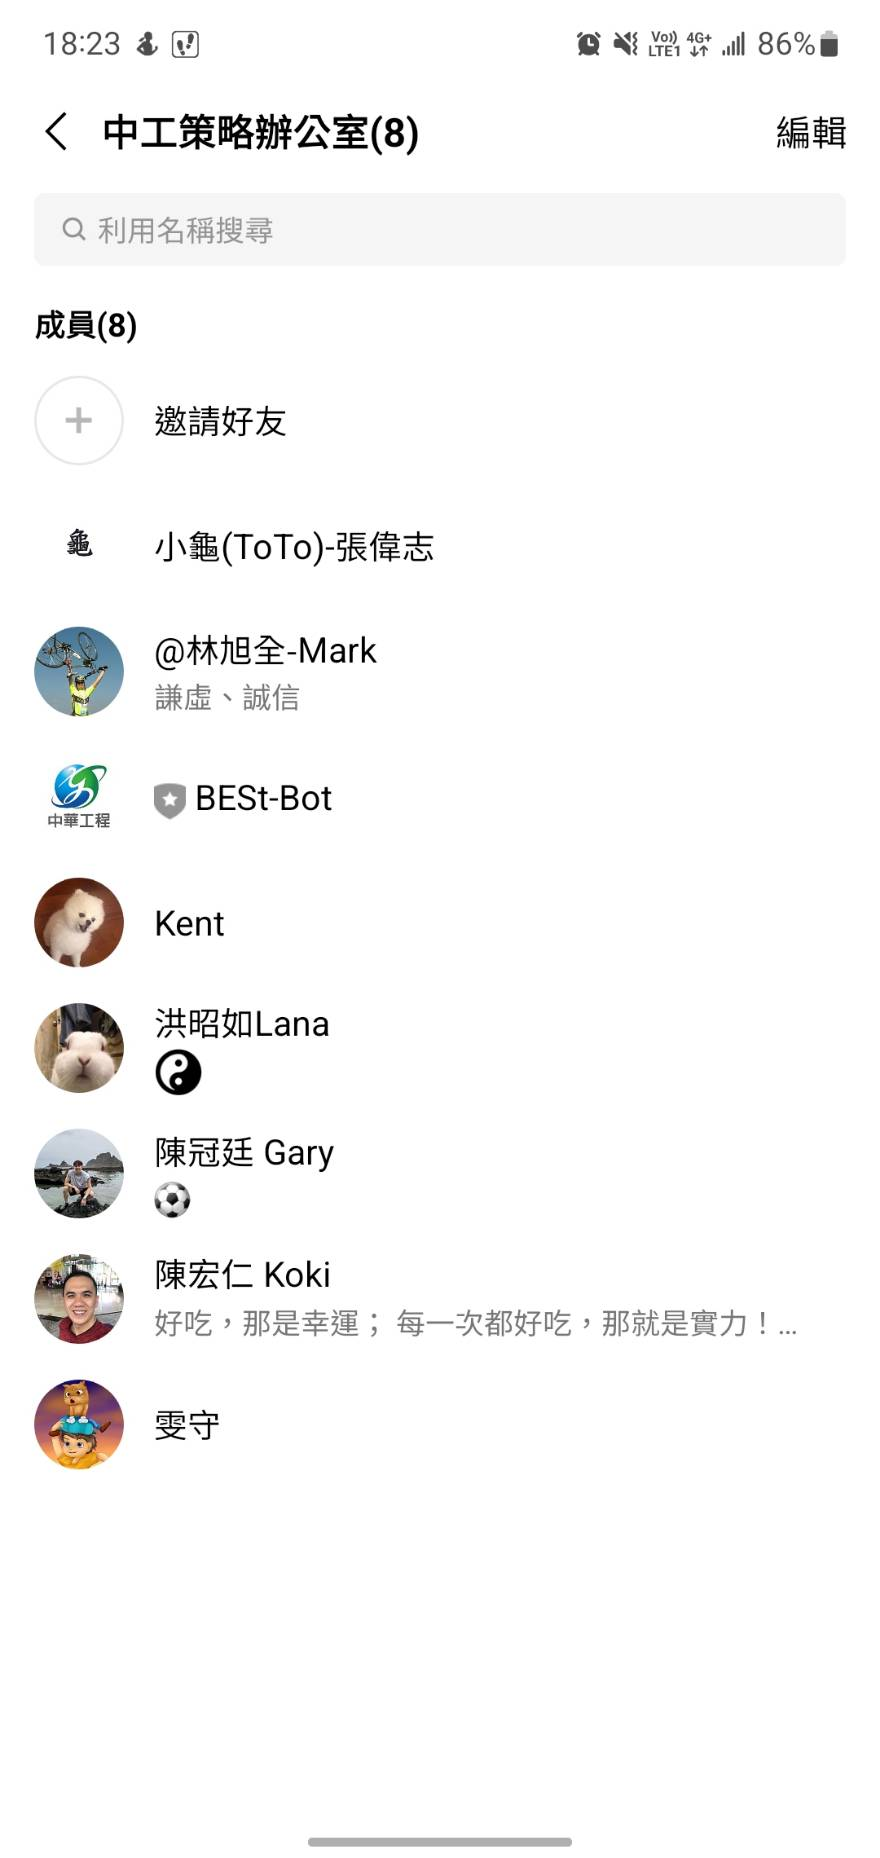 18:23
Vo)) LTE1 4G+ 86%
中工策略辦公室(8)
編輯
利用名稱搜尋
成員(8)
邀請好友
龜
小龜(ToTo)-張偉志
@林旭全-Mark
謙虛、誠信
中華工程
BESt-Bot
Kent
洪昭如Lana
陳冠廷 Gary
陳宏仁 Koki
好吃，那是幸運； 每一次都好吃，那就是實力！...
雯守